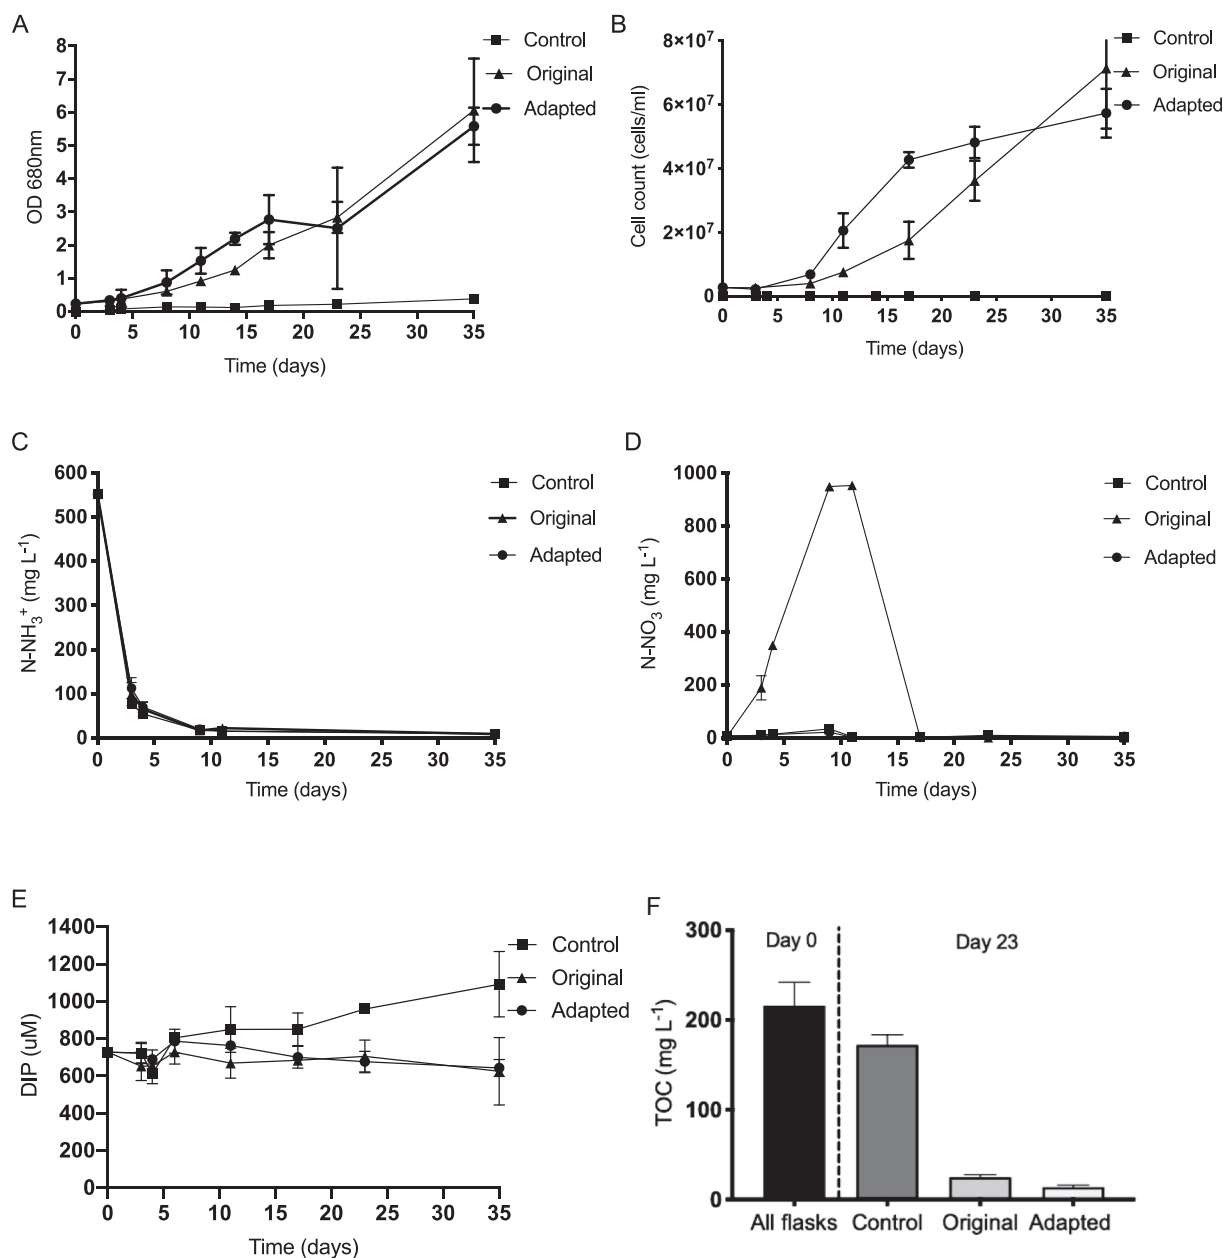 A
Control
Original
Adapted
OD 680nm
8
7
6
5
4
3
2
1
0
0 5 10 15 20 25 30 35
Time (days)
B
Control
Original
Adapted
Cell count (cells/ml)
8×10⁷
6×10⁷
4×10⁷
2×10⁷
0
0 5 10 15 20 25 30 35
Time (days)
C
Control
Original
Adapted
N-NH₃⁺ (mg L⁻¹)
600
500
400
300
200
100
0
0 5 10 15 20 25 30 35
Time (days)
D
Control
Original
Adapted
N-NO₃ (mg L⁻¹)
1000
800
600
400
200
0
0 5 10 15 20 25 30 35
Time (days)
E
Control
Original
Adapted
DIP (uM)
1400
1200
1000
800
600
400
200
0
0 5 10 15 20 25 30 35
Time (days)
F
Day 0
Day 23
TOC (mg L⁻¹)
300
200
100
0
All flasks Control Original Adapted